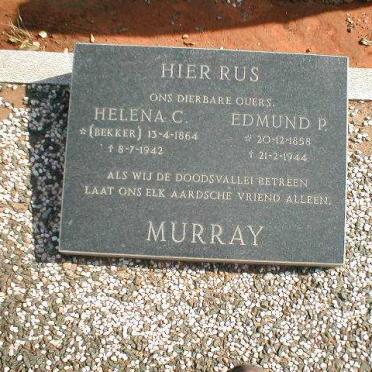 HIER RUS
ONS DIERBARE OUERS.
HELENA C. EDMUND P.
☆(BEKKER) 13-4-1864 ☆ 20-12-1858
† 8-7-1942 † 21-2-1944
ALS WIJ DE DOODSVALLEI BETREEN
LAAT ONS ELK AARDSCHE VRIEND ALLEEN.
MURRAY